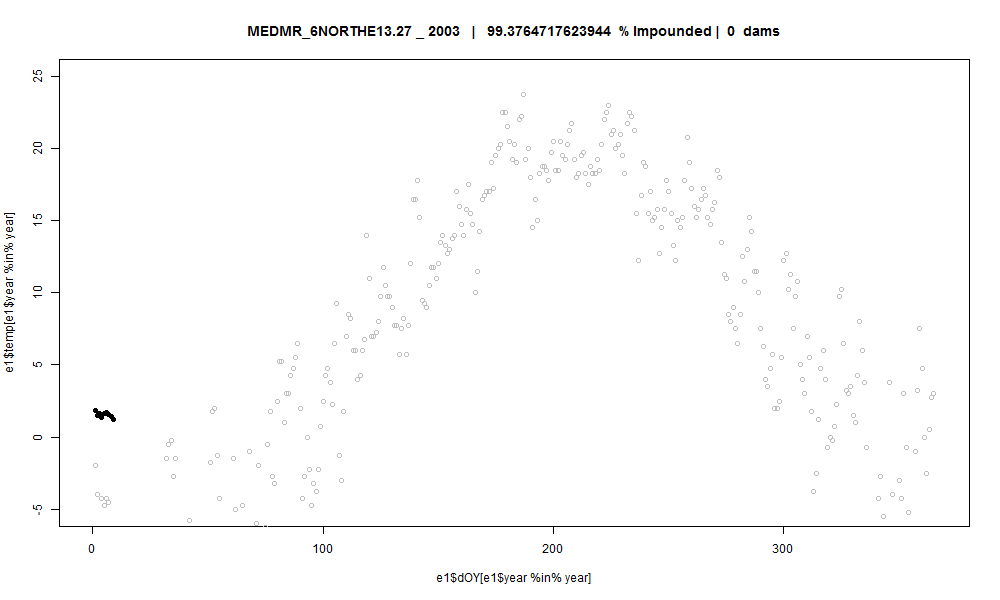 MEDMR_6NORTHE13.27 _ 2003 | 99.3764717623944 % Impounded | 0 dams
e1$temp[e1$year %in% year]
25
20
15
10
5
0
-5
0 100 200 300
e1$dOY[e1$year %in% year]